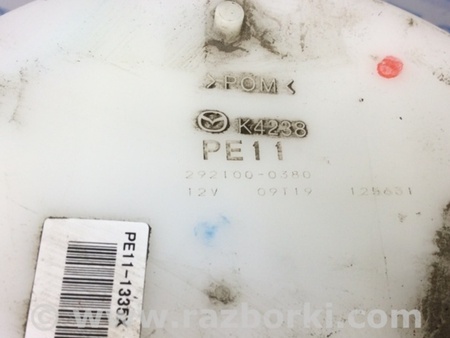 >POM<
K4238
PE11
292100-0380
12V 09119 12B631
PE11-1335X
© www.razborki.com